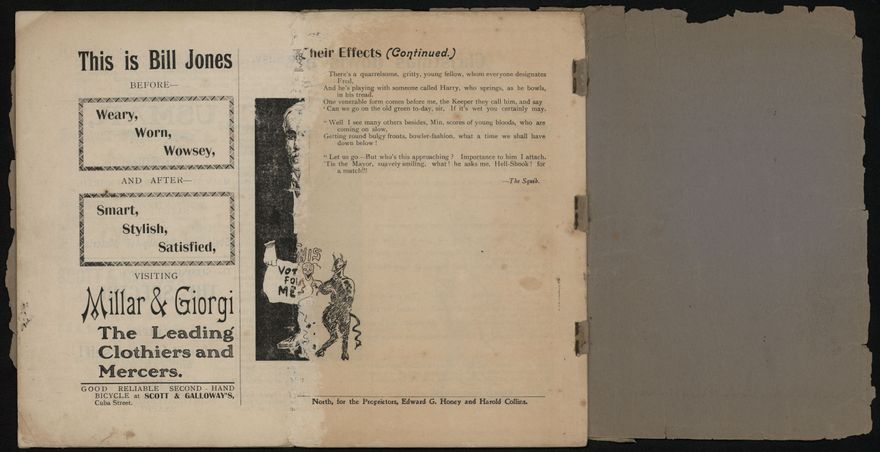 This is Bill Jones
BEFORE—
Weary,
Worn,
Wowsey,
AND AFTER—
Smart,
Stylish,
Satisfied,
VISITING
Millar & Giorgi
The Leading
Clothiers and
Mercers.
GOOD RELIABLE SECOND-HAND
BICYCLE at SCOTT & GALLOWAY'S,
Cuba Street.
heir Effects (Continued.)
There's a quarrelsome, gritty, young fellow, whom everyone designates
Fred,
And he's playing with someone called Harry, who springs, as he bowls,
in his tread.
One venerable form comes before me, the Keeper they call him, and say
'Can we go on the old green to-day, sir. If it's wet you certainly may.
"Well I see many others besides, Min, scores of young bloods, who are
coming on slow,
Getting round bulgy fronts, bowler-fashion, what a time we shall have
down below!
"Let us go—But who's this approaching? Importance to him I attach.
'Tis the Mayor, suavely smiling, what! he asks me, Hell-Shook! for
a match!!!
—The Squib.
VOT
FO
ME
North, for the Proprietors, Edward G. Honey and Harold Collins.